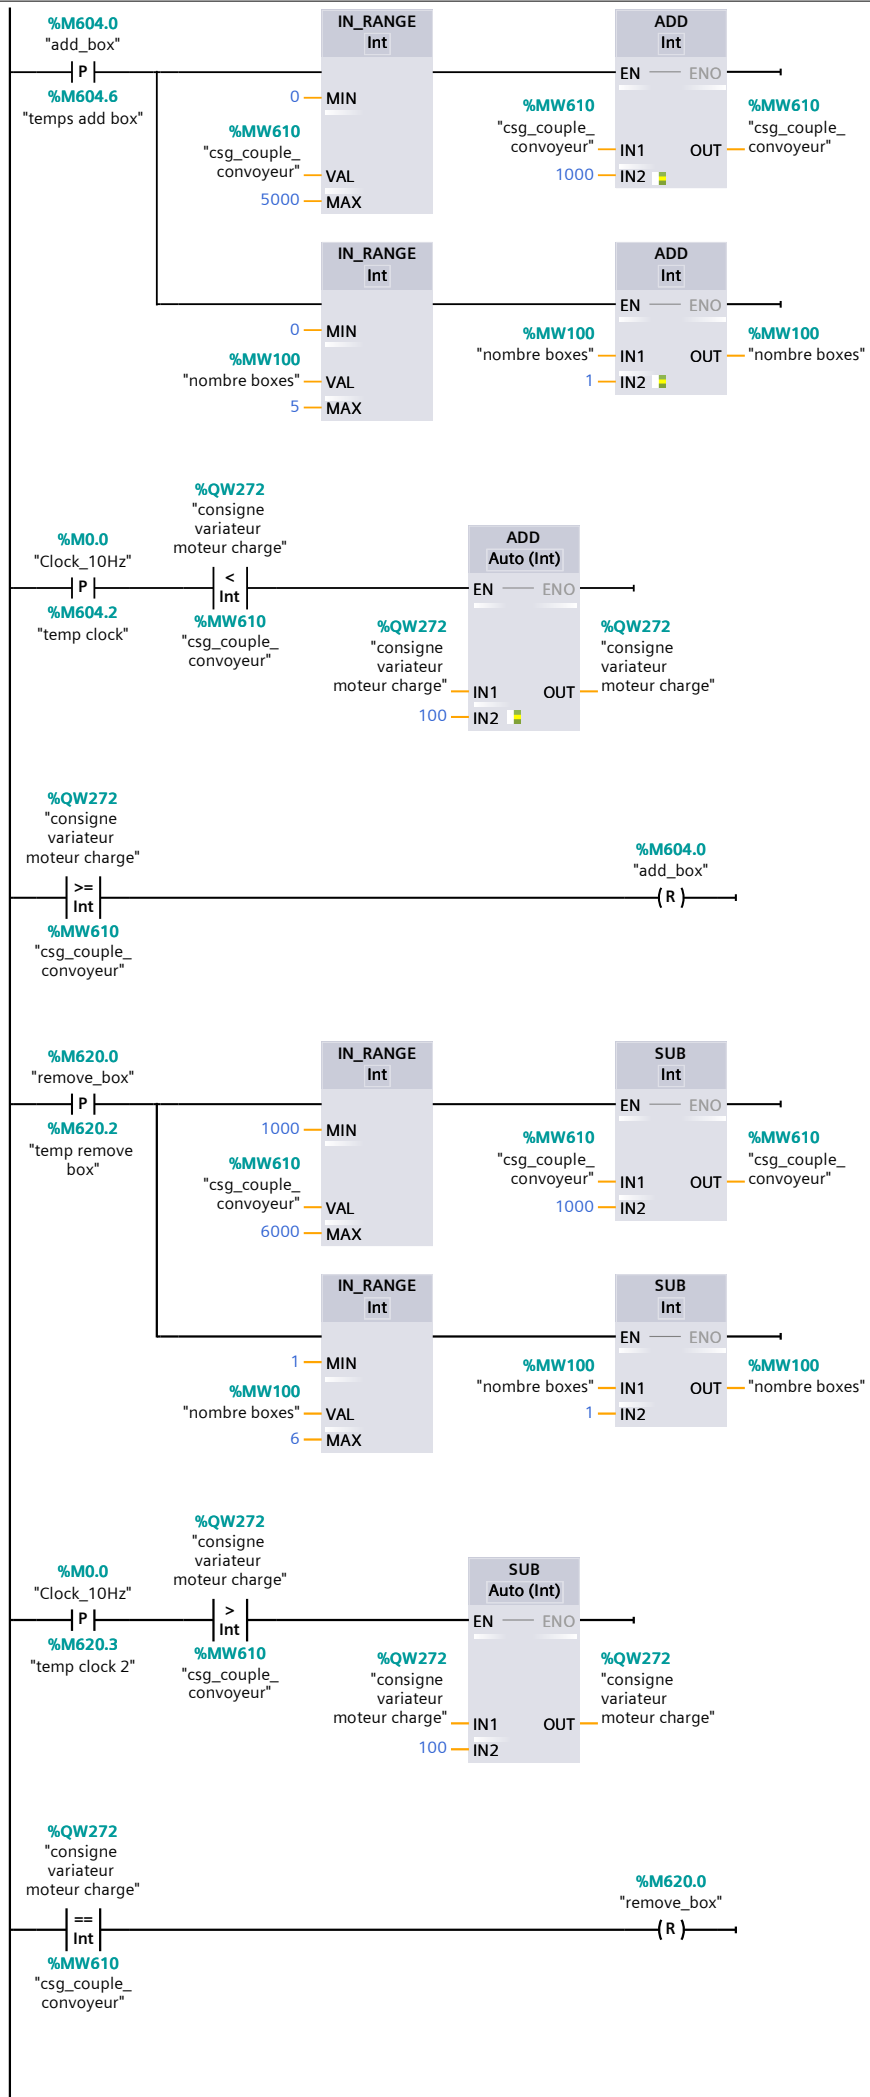 %M604.0
"add_box"
P
%M604.6
"temps add box"
IN_RANGE
Int
0 MIN
%MW610
"csg_couple_
convoyeur" VAL
5000 MAX
ADD
Int
EN ENO
%MW610
"csg_couple_
convoyeur" IN1
1000 IN2
%MW610
"csg_couple_
OUT convoyeur"
IN_RANGE
Int
0 MIN
%MW100
"nombre boxes" VAL
5 MAX
ADD
Int
EN ENO
%MW100
"nombre boxes" IN1
1 IN2
%MW100
OUT "nombre boxes"
%M0.0
"Clock_10Hz"
P
%M604.2
"temp clock"
%QW272
"consigne
variateur
moteur charge"
<
Int
%MW610
"csg_couple_
convoyeur"
ADD
Auto (Int)
EN ENO
%QW272
"consigne
variateur
moteur charge" IN1
100 IN2
%QW272
"consigne
variateur
OUT moteur charge"
%QW272
"consigne
variateur
moteur charge"
>=
Int
%MW610
"csg_couple_
convoyeur"
%M604.0
"add_box"
R
%M620.0
"remove_box"
P
%M620.2
"temp remove
box"
IN_RANGE
Int
1000 MIN
%MW610
"csg_couple_
convoyeur" VAL
6000 MAX
SUB
Int
EN ENO
%MW610
"csg_couple_
convoyeur" IN1
1000 IN2
%MW610
"csg_couple_
OUT convoyeur"
IN_RANGE
Int
1 MIN
%MW100
"nombre boxes" VAL
6 MAX
SUB
Int
EN ENO
%MW100
"nombre boxes" IN1
1 IN2
%MW100
OUT "nombre boxes"
%M0.0
"Clock_10Hz"
P
%M620.3
"temp clock 2"
%QW272
"consigne
variateur
moteur charge"
>
Int
%MW610
"csg_couple_
convoyeur"
SUB
Auto (Int)
EN ENO
%QW272
"consigne
variateur
moteur charge" IN1
100 IN2
%QW272
"consigne
variateur
OUT moteur charge"
%QW272
"consigne
variateur
moteur charge"
==
Int
%MW610
"csg_couple_
convoyeur"
%M620.0
"remove_box"
R